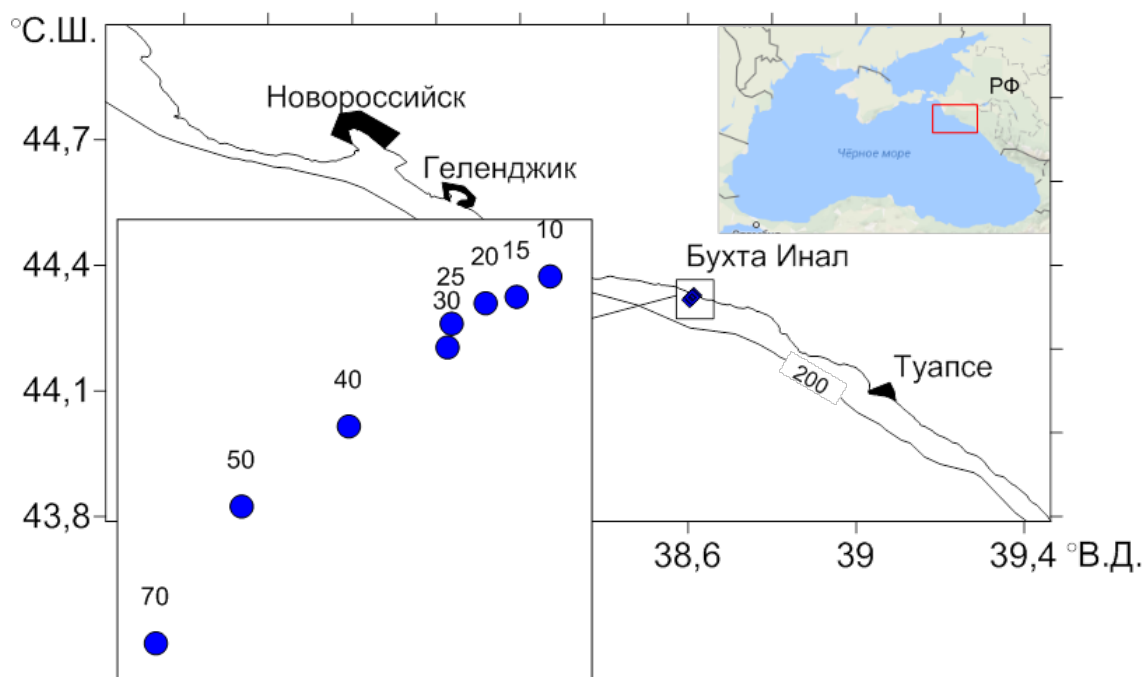 °С.Ш.
Новороссийск
РФ
44,7
Чёрное море
Геленджик
10
15
20
Бухта Инал
44,4
25
30
Туапсе
200
44,1
40
50
43,8
38,6
39
39,4
°В.Д.
70